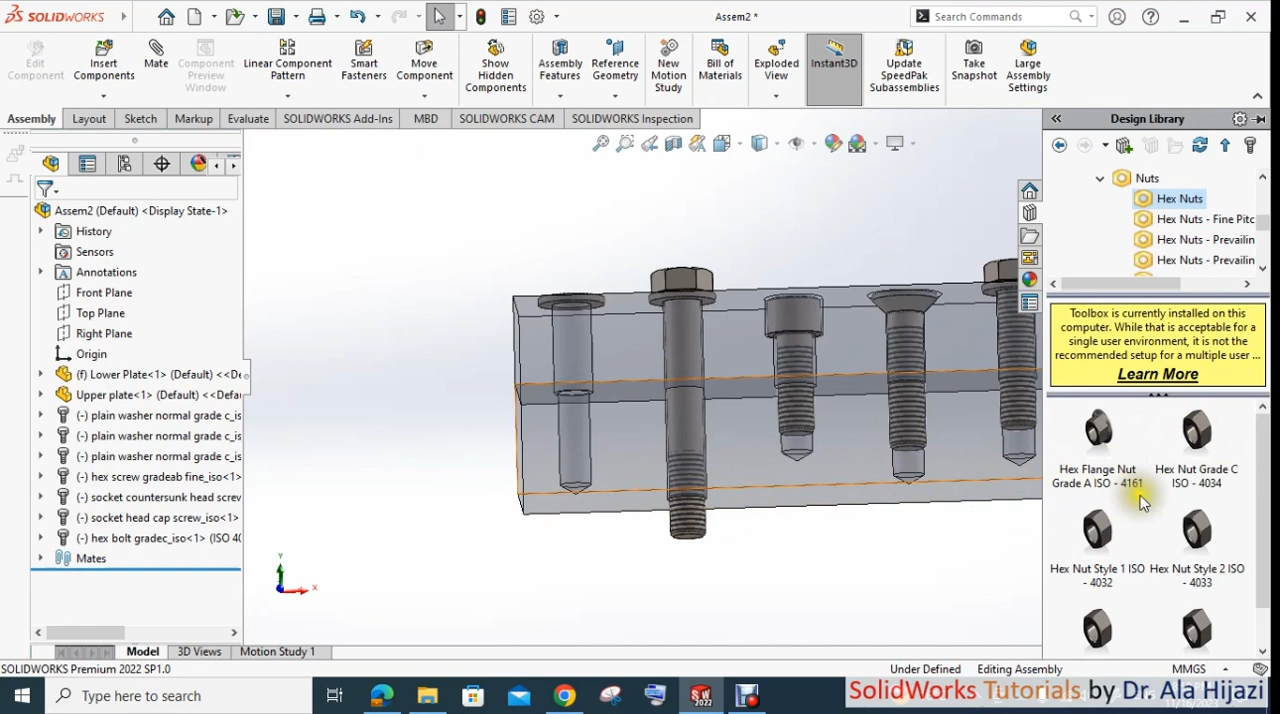 SOLIDWORKS
Assem2 *
Search Commands
Edit Component
Insert Components
Mate
Component Preview Window
Linear Component Pattern
Smart Fasteners
Move Component
Show Hidden Components
Assembly Features
Reference Geometry
New Motion Study
Bill of Materials
Exploded View
Instant3D
Update SpeedPak Subassemblies
Take Snapshot
Large Assembly Settings
Assembly
Layout
Sketch
Markup
Evaluate
SOLIDWORKS Add-Ins
MBD
SOLIDWORKS CAM
SOLIDWORKS Inspection
Design Library
Assem2 (Default) <Display State-1>
History
Sensors
Annotations
Front Plane
Top Plane
Right Plane
Origin
(f) Lower Plate<1> (Default) <<De
Upper plate<1> (Default) <<Defau
(-) plain washer normal grade c_is
(-) plain washer normal grade c_is
(-) plain washer normal grade c_is
(-) hex screw gradeab fine_iso<1>
(-) socket countersunk head screw
(-) socket head cap screw_iso<1>
(-) hex bolt gradec_iso<1> (ISO 40
Mates
Y
X
Nuts
Hex Nuts
Hex Nuts - Fine Pitc
Hex Nuts - Prevailin
Hex Nuts - Prevailin
Toolbox is currently installed on this
computer. While that is acceptable for a
single user environment, it is not the
recommended setup for a multiple user ...
Learn More
Hex Flange Nut
Grade A ISO - 4161
Hex Nut Grade C
ISO - 4034
Hex Nut Style 1 ISO
- 4032
Hex Nut Style 2 ISO
- 4033
Model
3D Views
Motion Study 1
SOLIDWORKS Premium 2022 SP1.0
Under Defined
Editing Assembly
MMGS
Type here to search
SW
2022
SolidWorks Tutorials by Dr. Ala Hijazi